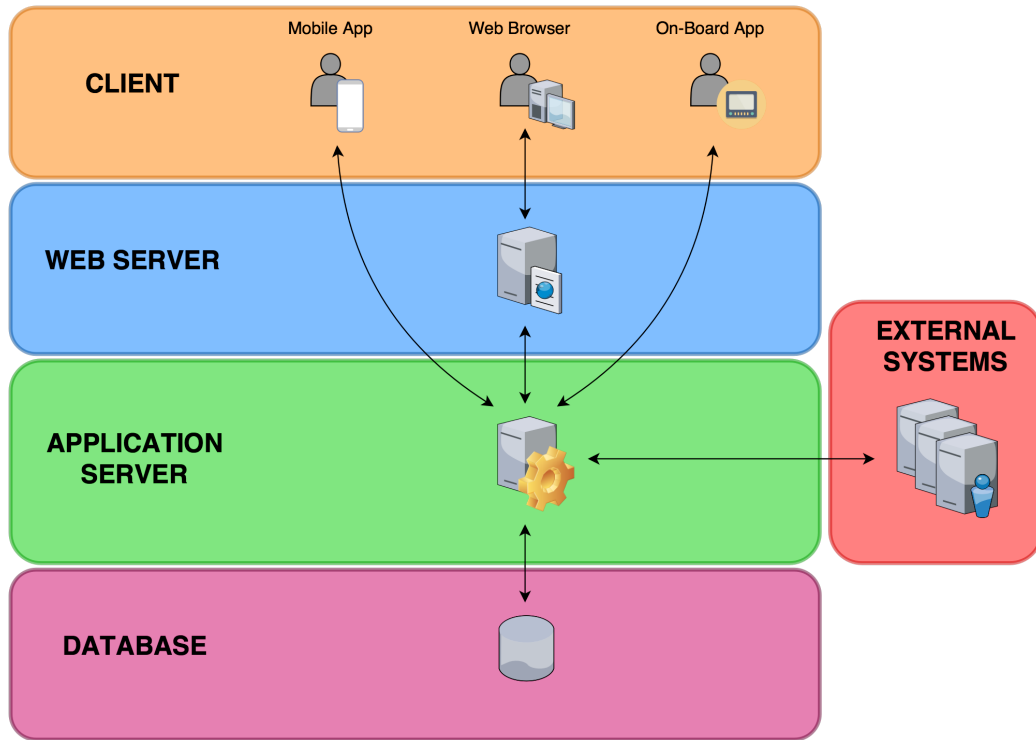 Mobile App
Web Browser
On-Board App
CLIENT
WEB SERVER
EXTERNAL
SYSTEMS
APPLICATION
SERVER
DATABASE